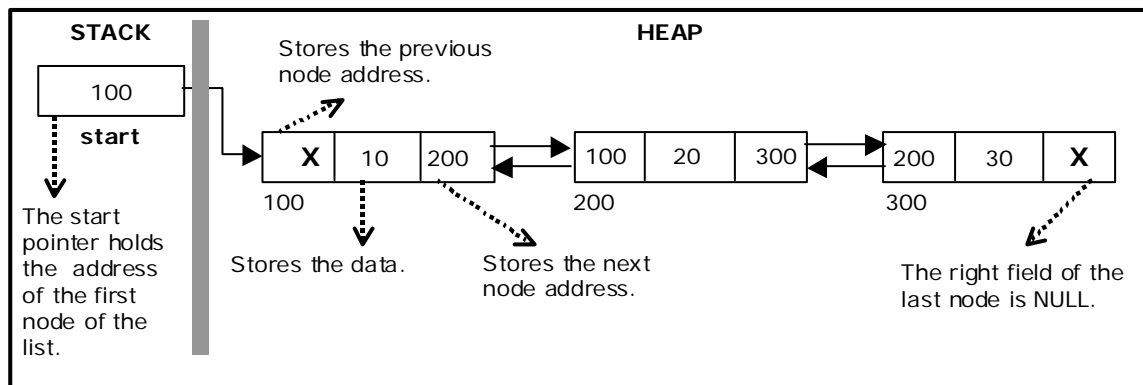 STACK
HEAP
Stores the previous
node address.
100
start
X 10 200
100 20 300
200 30 X
100
200
300
The start
pointer holds
the address
of the first
node of the
list.
Stores the data.
Stores the next
node address.
The right field of the
last node is NULL.